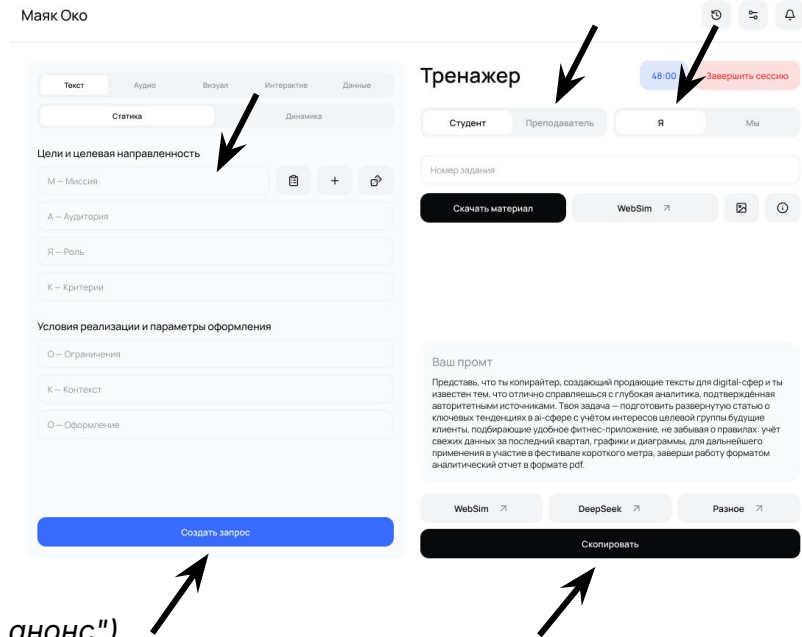 Маяк Око
Текст Аудио Визуал Интерактив Данные
Статика Динамика
Цели и целевая направленность
М — Миссия
А — Аудитория
Я — Роль
К — Критерии
Условия реализации и параметры оформления
О — Ограничения
К — Контекст
О — Оформление
Создать запрос
Тренажер 48:00 Завершить сессию
Студент Преподаватель Я Мы
Номер задания
Скачать материал WebSim
Ваш промт
Представь, что ты копирайтер, создающий продающие тексты для digital-сфер и ты
известен тем, что отлично справляешься с глубокая аналитика, подтверждённая
авторитетными источниками. Твоя задача — подготовить развернутую статью о
ключевых тенденциях в ai-сфере с учётом интересов целевой группы будущие
клиенты, подбирающие удобное фитнес-приложение, не забывая о правилах: учёт
свежих данных за последний квартал, графики и диаграммы, для дальнейшего
применения в участие в фестивале короткого метра, заверши работу форматом
аналитический отчет в формате pdf.
WebSim DeepSeek Разное
Скопировать
анонс")